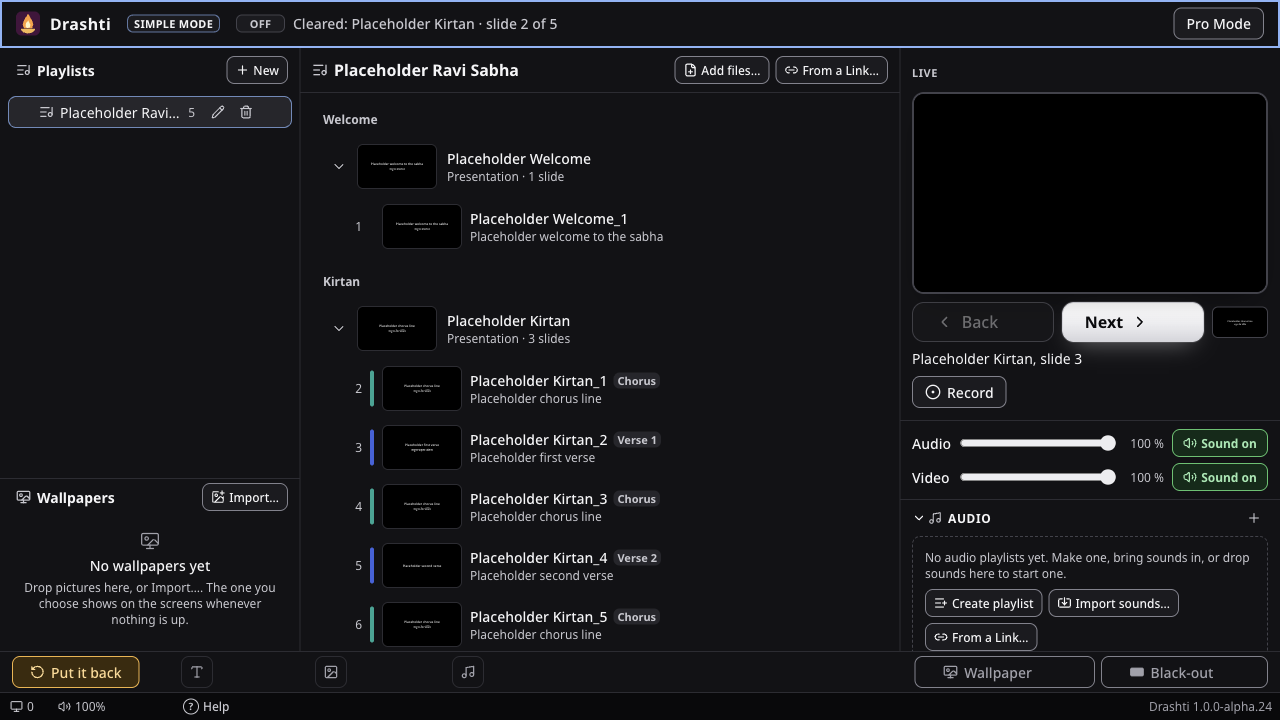 Drashti
SIMPLE MODE
OFF
Cleared: Placeholder Kirtan · slide 2 of 5
Pro Mode
Playlists
New
Placeholder Ravi...
5
Placeholder Ravi Sabha
Add files...
From a Link...
Welcome
Placeholder Welcome
Presentation · 1 slide
1
Placeholder Welcome_1
Placeholder welcome to the sabha
Kirtan
Placeholder Kirtan
Presentation · 3 slides
2
Placeholder Kirtan_1
Chorus
Placeholder chorus line
3
Placeholder Kirtan_2
Verse 1
Placeholder first verse
4
Placeholder Kirtan_3
Chorus
Placeholder chorus line
5
Placeholder Kirtan_4
Verse 2
Placeholder second verse
6
Placeholder Kirtan_5
Chorus
Placeholder chorus line
Wallpapers
Import...
No wallpapers yet
Drop pictures here, or Import.... The one you
choose shows on the screens whenever
nothing is up.
LIVE
Back
Next
Placeholder Kirtan, slide 3
Record
Audio
100 %
Sound on
Video
100 %
Sound on
AUDIO
No audio playlists yet. Make one, bring sounds in, or drop
sounds here to start one.
Create playlist
Import sounds...
From a Link...
Put it back
Wallpaper
Black-out
0
100%
Help
Drashti 1.0.0-alpha.24